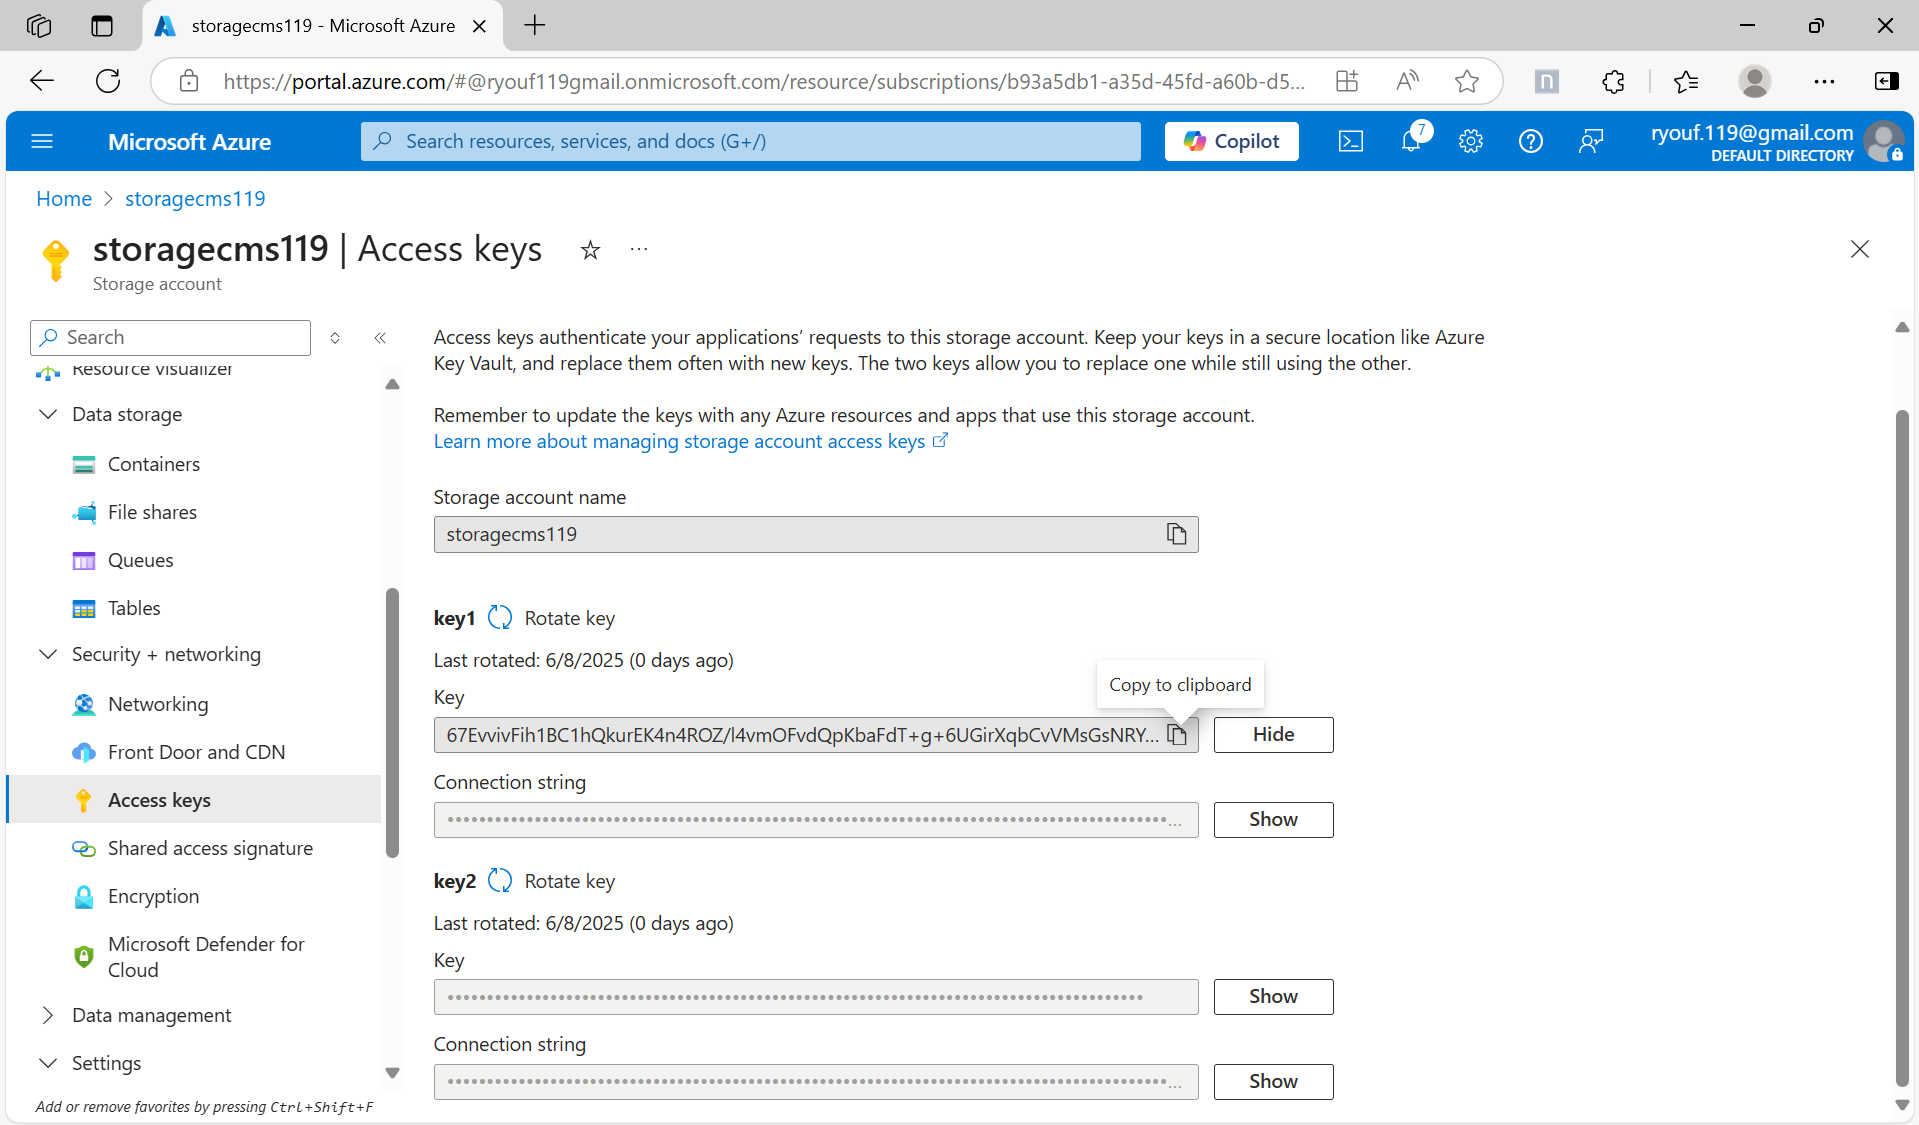 storagecms119 - Microsoft Azure
https://portal.azure.com/#@ryouf119gmail.onmicrosoft.com/resource/subscriptions/b93a5db1-a35d-45fd-a60b-d5...
Microsoft Azure
Search resources, services, and docs (G+/)
Copilot
7
ryouf.119@gmail.com
DEFAULT DIRECTORY
Home > storagecms119
storagecms119 | Access keys
Storage account
Search
Resource visualizer
Data storage
Containers
File shares
Queues
Tables
Security + networking
Networking
Front Door and CDN
Access keys
Shared access signature
Encryption
Microsoft Defender for
Cloud
Data management
Settings
Add or remove favorites by pressing Ctrl+Shift+F
Access keys authenticate your applications’ requests to this storage account. Keep your keys in a secure location like Azure
Key Vault, and replace them often with new keys. The two keys allow you to replace one while still using the other.
Remember to update the keys with any Azure resources and apps that use this storage account.
Learn more about managing storage account access keys
Storage account name
storagecms119
key1 Rotate key
Last rotated: 6/8/2025 (0 days ago)
Copy to clipboard
Key
67EvvivFih1BC1hQkurEK4n4ROZ/l4vmOFvdQpKbaFdT+g+6UGirXqbCvVMsGsNRY...
Hide
Connection string
Show
key2 Rotate key
Last rotated: 6/8/2025 (0 days ago)
Key
Show
Connection string
Show